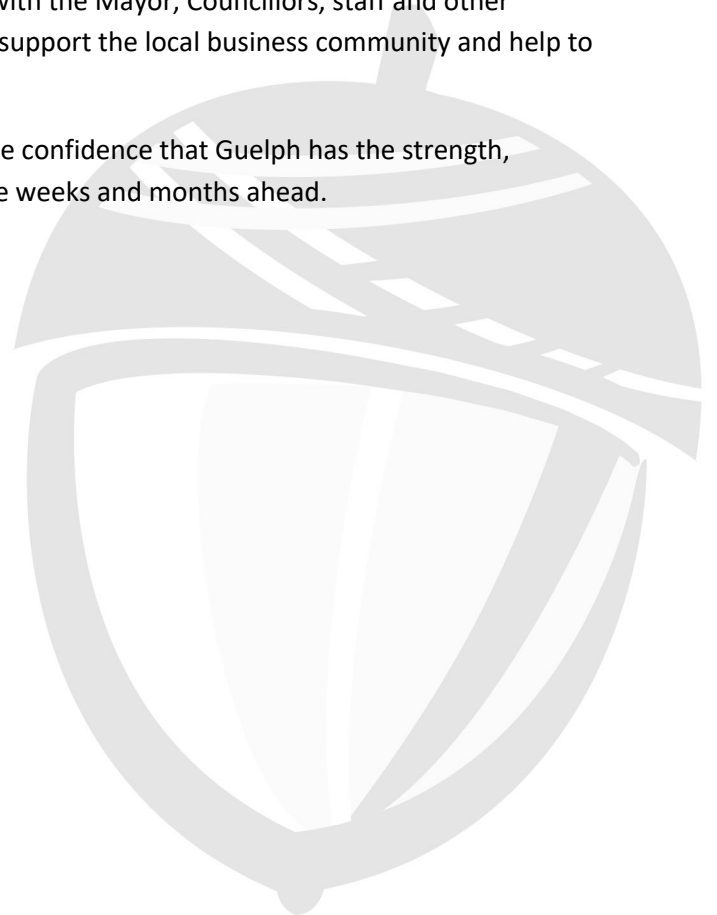 with the Mayor, Councillors, staff and other
support the local business community and help to
e confidence that Guelph has the strength,
e weeks and months ahead.